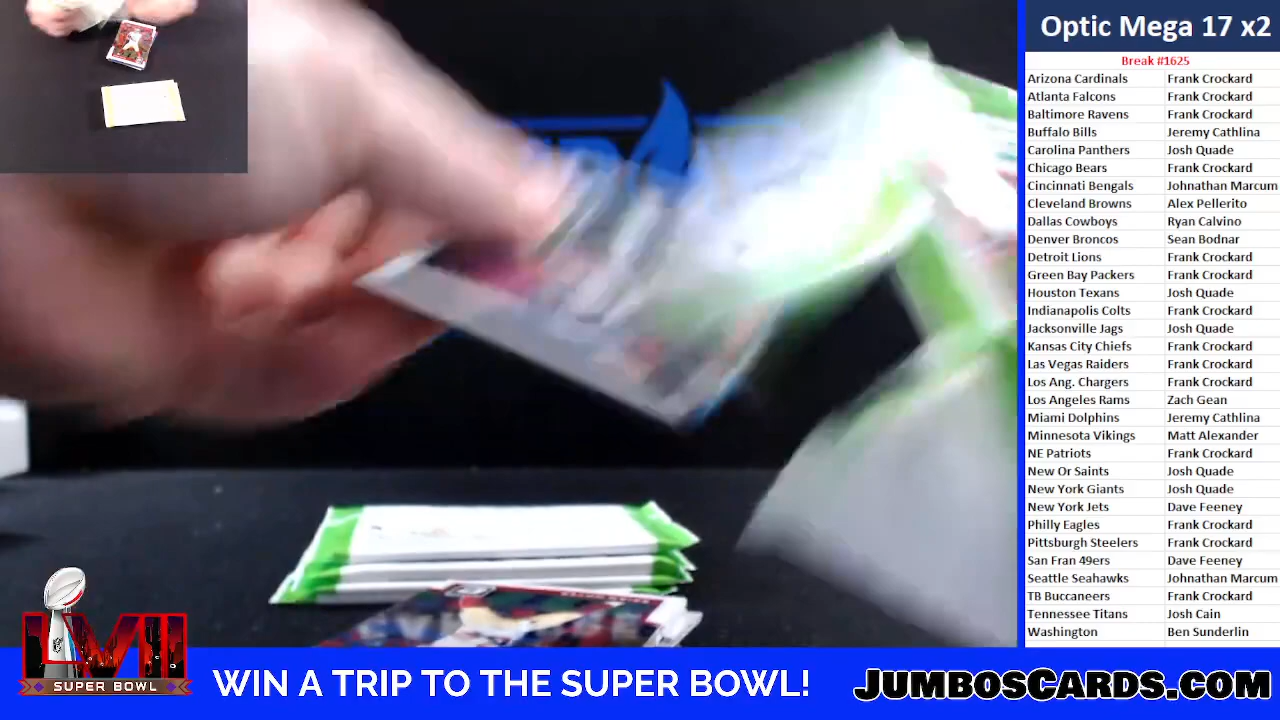 Optic Mega 17 x2
Break #1625
Arizona Cardinals Frank Crockard
Atlanta Falcons Frank Crockard
Baltimore Ravens Frank Crockard
Buffalo Bills Jeremy Cathlina
Carolina Panthers Josh Quade
Chicago Bears Frank Crockard
Cincinnati Bengals Johnathan Marcum
Cleveland Browns Alex Pellerito
Dallas Cowboys Ryan Calvino
Denver Broncos Sean Bodnar
Detroit Lions Frank Crockard
Green Bay Packers Frank Crockard
Houston Texans Josh Quade
Indianapolis Colts Frank Crockard
Jacksonville Jags Josh Quade
Kansas City Chiefs Frank Crockard
Las Vegas Raiders Frank Crockard
Los Ang. Chargers Frank Crockard
Los Angeles Rams Zach Gean
Miami Dolphins Jeremy Cathlina
Minnesota Vikings Matt Alexander
NE Patriots Frank Crockard
New Or Saints Josh Quade
New York Giants Josh Quade
New York Jets Dave Feeney
Philly Eagles Frank Crockard
Pittsburgh Steelers Frank Crockard
San Fran 49ers Dave Feeney
Seattle Seahawks Johnathan Marcum
TB Buccaneers Frank Crockard
Tennessee Titans Josh Cain
Washington Ben Sunderlin
LVII
SUPER BOWL
WIN A TRIP TO THE SUPER BOWL!
JUMBOSCARDS.COM